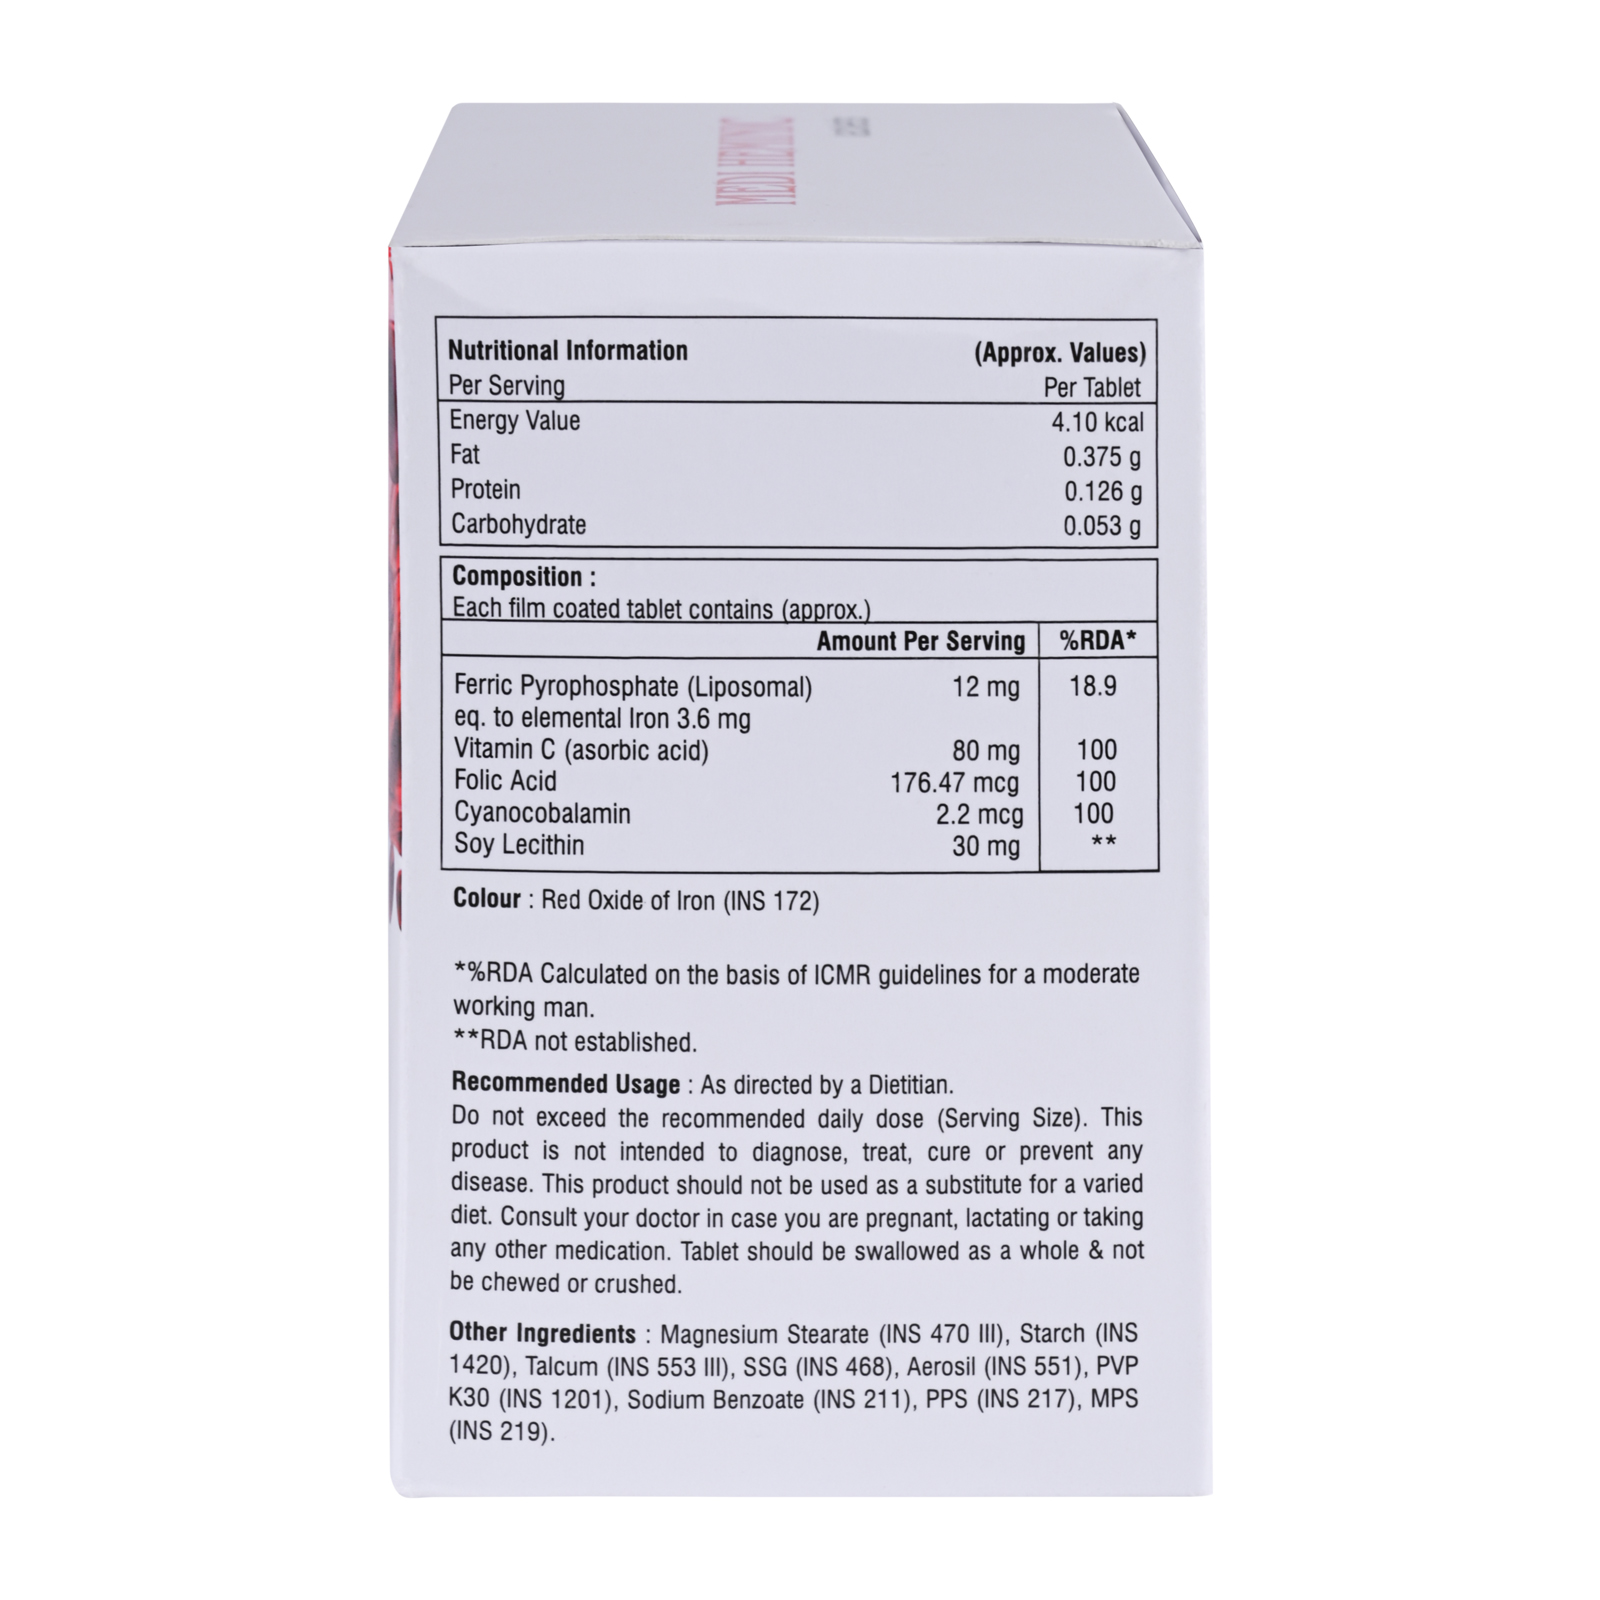 Nutritional Information (Approx. Values)
Per Serving Per Tablet
Energy Value 4.10 kcal
Fat 0.375 g
Protein 0.126 g
Carbohydrate 0.053 g
Composition :
Each film coated tablet contains (approx.)
Amount Per Serving %RDA*
Ferric Pyrophosphate (Liposomal) 12 mg 18.9
eq. to elemental Iron 3.6 mg
Vitamin C (asorbic acid) 80 mg 100
Folic Acid 176.47 mcg 100
Cyanocobalamin 2.2 mcg 100
Soy Lecithin 30 mg **
Colour : Red Oxide of Iron (INS 172)
*%RDA Calculated on the basis of ICMR guidelines for a moderate
working man.
**RDA not established.
Recommended Usage : As directed by a Dietitian.
Do not exceed the recommended daily dose (Serving Size). This
product is not intended to diagnose, treat, cure or prevent any
disease. This product should not be used as a substitute for a varied
diet. Consult your doctor in case you are pregnant, lactating or taking
any other medication. Tablet should be swallowed as a whole & not
be chewed or crushed.
Other Ingredients : Magnesium Stearate (INS 470 III), Starch (INS
1420), Talcum (INS 553 III), SSG (INS 468), Aerosil (INS 551), PVP
K30 (INS 1201), Sodium Benzoate (INS 211), PPS (INS 217), MPS
(INS 219).